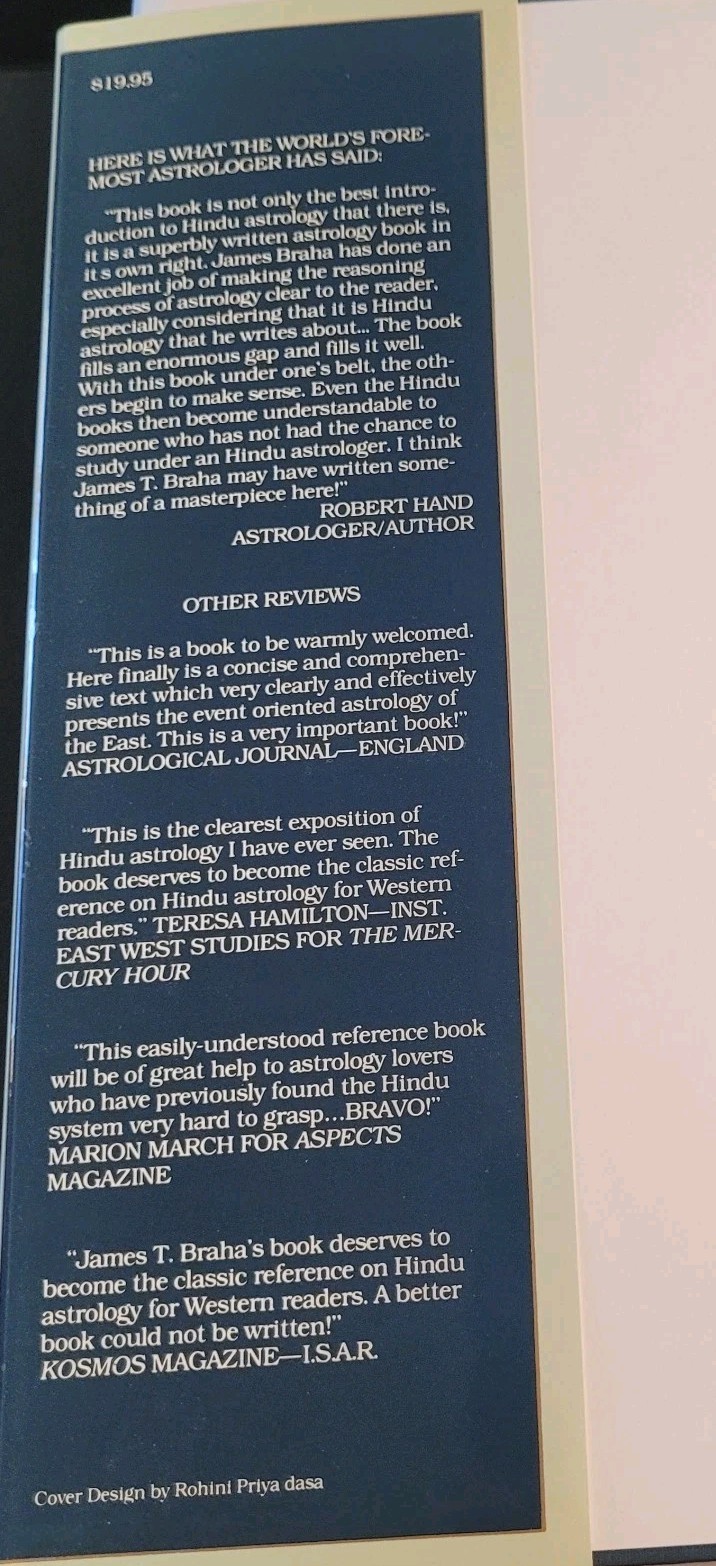 $19.95
HERE IS WHAT THE WORLD'S FORE-
MOST ASTROLOGER HAS SAID:
"This book is not only the best intro-
duction to Hindu astrology that there is,
it is a superbly written astrology book in
it s own right. James Braha has done an
excellent job of making the reasoning
process of astrology clear to the reader,
especially considering that it is Hindu
astrology that he writes about... The book
fills an enormous gap and fills it well.
With this book under one's belt, the oth-
ers begin to make sense. Even the Hindu
books then become understandable to
someone who has not had the chance to
study under an Hindu astrologer. I think
James T. Braha may have written some-
thing of a masterpiece here!"
ROBERT HAND
ASTROLOGER/AUTHOR
OTHER REVIEWS
"This is a book to be warmly welcomed.
Here finally is a concise and comprehen-
sive text which very clearly and effectively
presents the event oriented astrology of
the East. This is a very important book!"
ASTROLOGICAL JOURNAL—ENGLAND
"This is the clearest exposition of
Hindu astrology I have ever seen. The
book deserves to become the classic ref-
erence on Hindu astrology for Western
readers." TERESA HAMILTON—INST.
EAST WEST STUDIES FOR THE MER-
CURY HOUR
"This easily-understood reference book
will be of great help to astrology lovers
who have previously found the Hindu
system very hard to grasp...BRAVO!"
MARION MARCH FOR ASPECTS
MAGAZINE
"James T. Braha's book deserves to
become the classic reference on Hindu
astrology for Western readers. A better
book could not be written!"
KOSMOS MAGAZINE—I.S.A.R.
Cover Design by Rohini Priya dasa